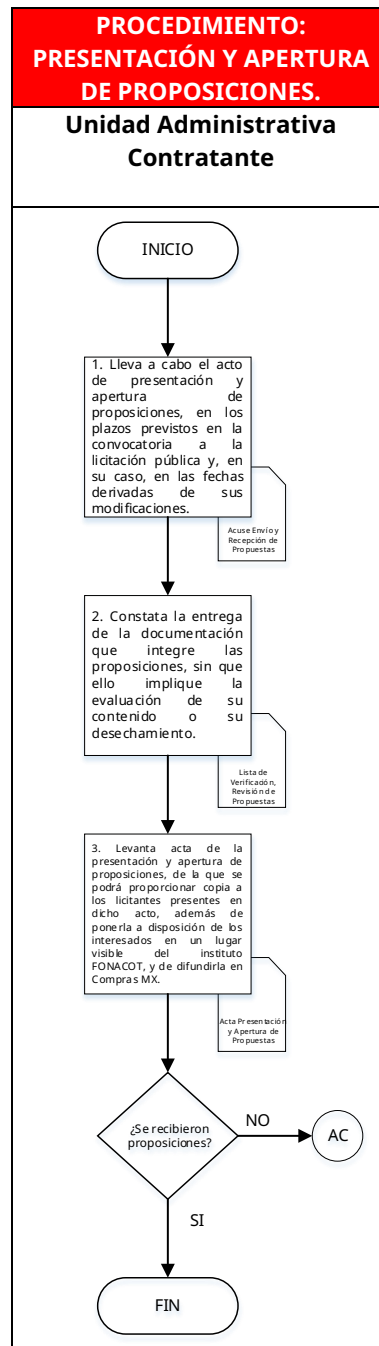 PROCEDIMIENTO:
PRESENTACIÓN Y APERTURA
DE PROPOSICIONES.
Unidad Administrativa
Contratante
INICIO
1. Lleva a cabo el acto
de presentación y
apertura de
proposiciones, en los
plazos previstos en la
convocatoria a la
licitación pública y, en
su caso, en las fechas
derivadas de sus
modificaciones.
Acuse Envío y
Recepción de
Propuestas
2. Constata la entrega
de la documentación
que integre las
proposiciones, sin que
ello implique la
evaluación de su
contenido o su
desechamiento.
Lista de
Verificación,
Revisión de
Propuestas
3. Levanta acta de la
presentación y apertura de
proposiciones, de la que se
podrá proporcionar copia a
los licitantes presentes en
dicho acto, además de
ponerla a disposición de los
interesados en un lugar
visible del instituto
FONACOT, y de difundirla en
Compras MX.
Acta Presentación
y Apertura de
Propuestas
¿Se recibieron
proposiciones?
NO
AC
SI
FIN